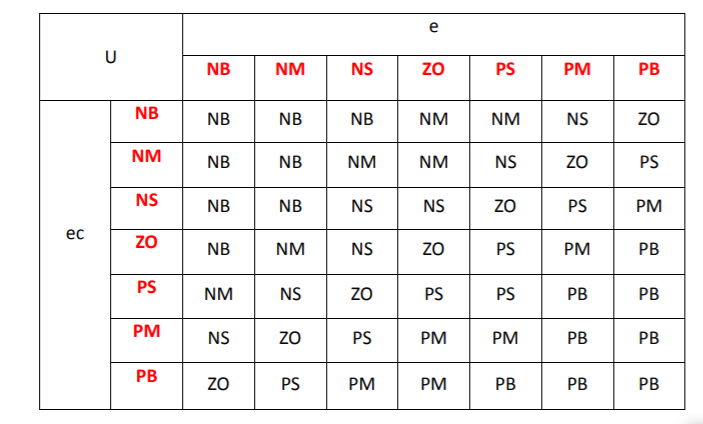 U e
NB NM NS ZO PS PM PB
NB NB NB NB NM NM NS ZO
NM NB NB NM NM NS ZO PS
NS NB NB NS NS ZO PS PM
ec ZO NB NM NS ZO PS PM PB
PS NM NS ZO PS PS PB PB
PM NS ZO PS PM PM PB PB
PB ZO PS PM PM PB PB PB